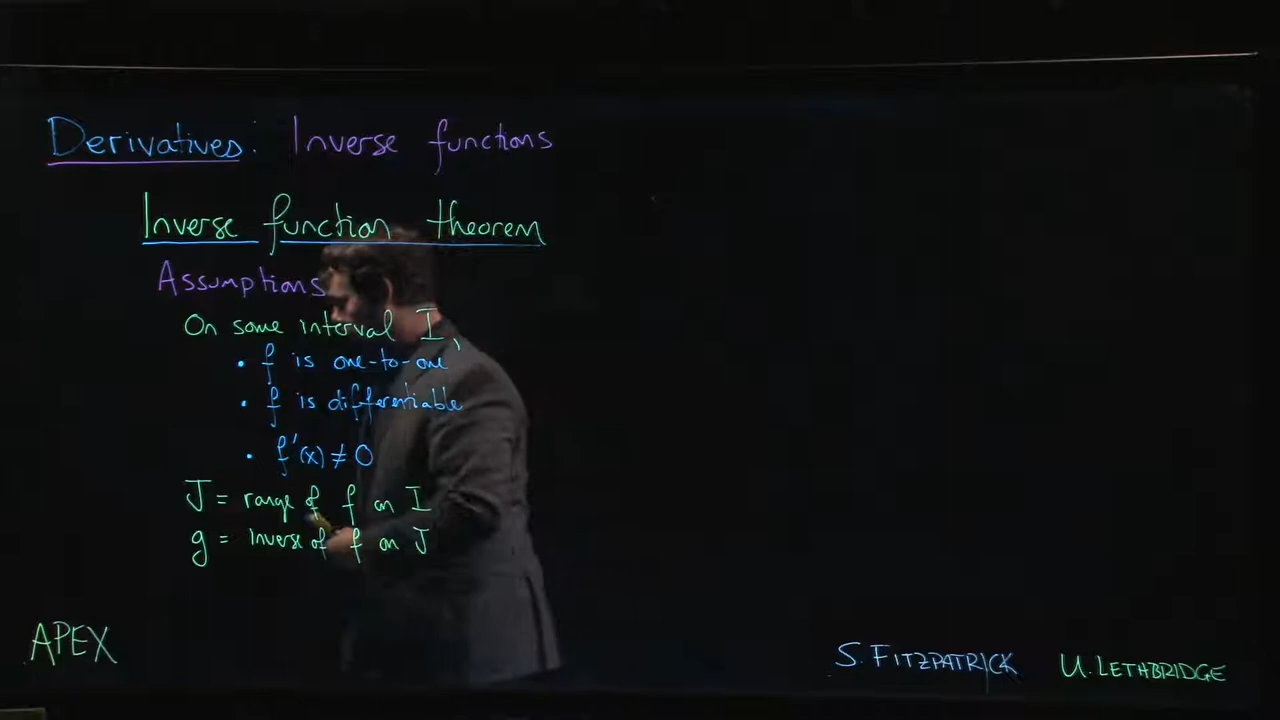 Derivatives: Inverse functions
Inverse function theorem
Assumptions
On some interval I,
• f is one-to-one
• f is differentiable
• f'(x) ≠ 0
J = range of f on I
g = inverse of f on J
APEX
S. FITZPATRICK U. LETHBRIDGE